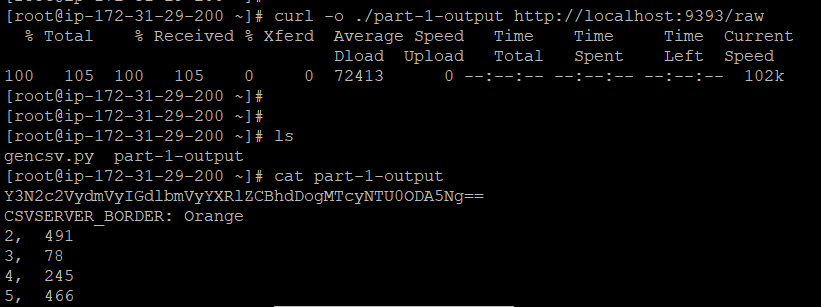 [root@ip-172-31-29-200 ~]# curl -o ./part-1-output http://localhost:9393/raw
  % Total    % Received % Xferd  Average Speed   Time    Time     Time  Current
                                 Dload  Upload   Total   Spent    Left  Speed
100   105  100   105    0     0  72413      0 --:--:-- --:--:-- --:--:--  102k
[root@ip-172-31-29-200 ~]#
[root@ip-172-31-29-200 ~]#
[root@ip-172-31-29-200 ~]# ls
gencsv.py  part-1-output
[root@ip-172-31-29-200 ~]# cat part-1-output
Y3N2c2VydmVyIGdlbmVyYXRlZCBhdDogMTcyNTU0ODA5Ng==
CSVSERVER_BORDER: Orange
2,  491
3,  78
4,  245
5,  466